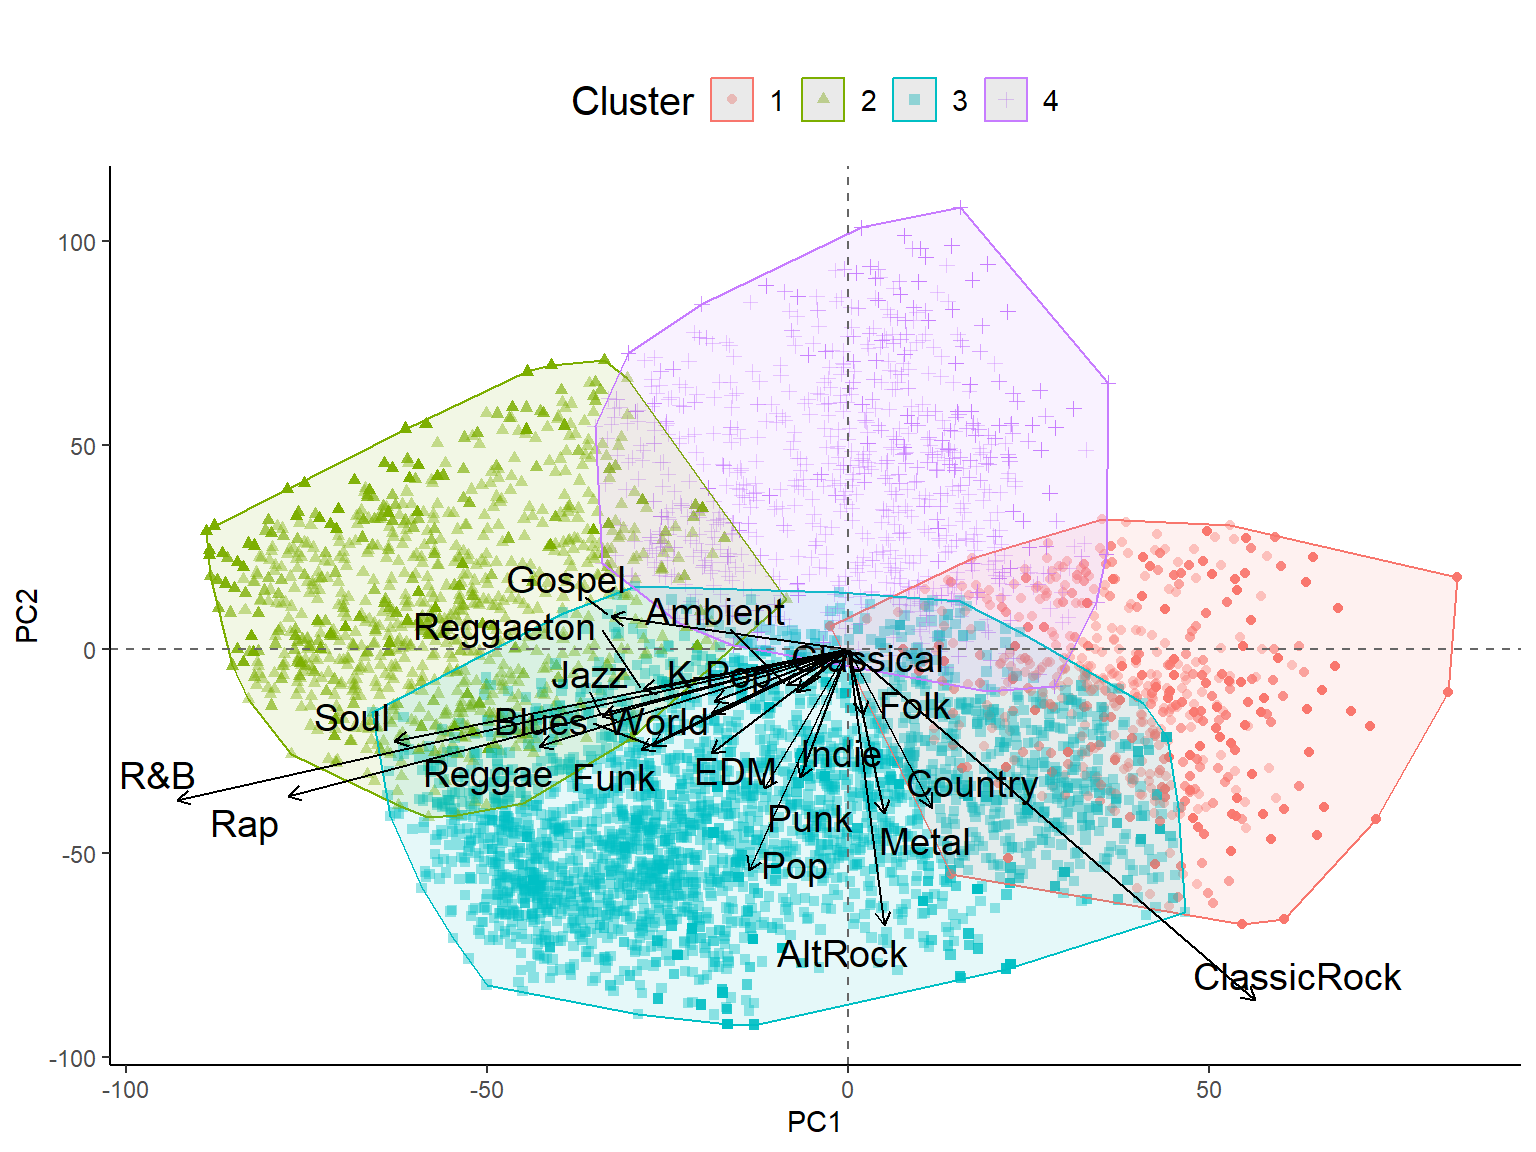 Cluster 1 2 3 4
PC2
100
50
0
-50
-100
Gospel
Ambient
Reggaeton
Classical
Jazz
K-Pop
Folk
Soul
Blues
World
Indie
R&B
Reggae
Funk
EDM
Country
Rap
Punk
Metal
Pop
AltRock
ClassicRock
-100 -50 0 50
PC1